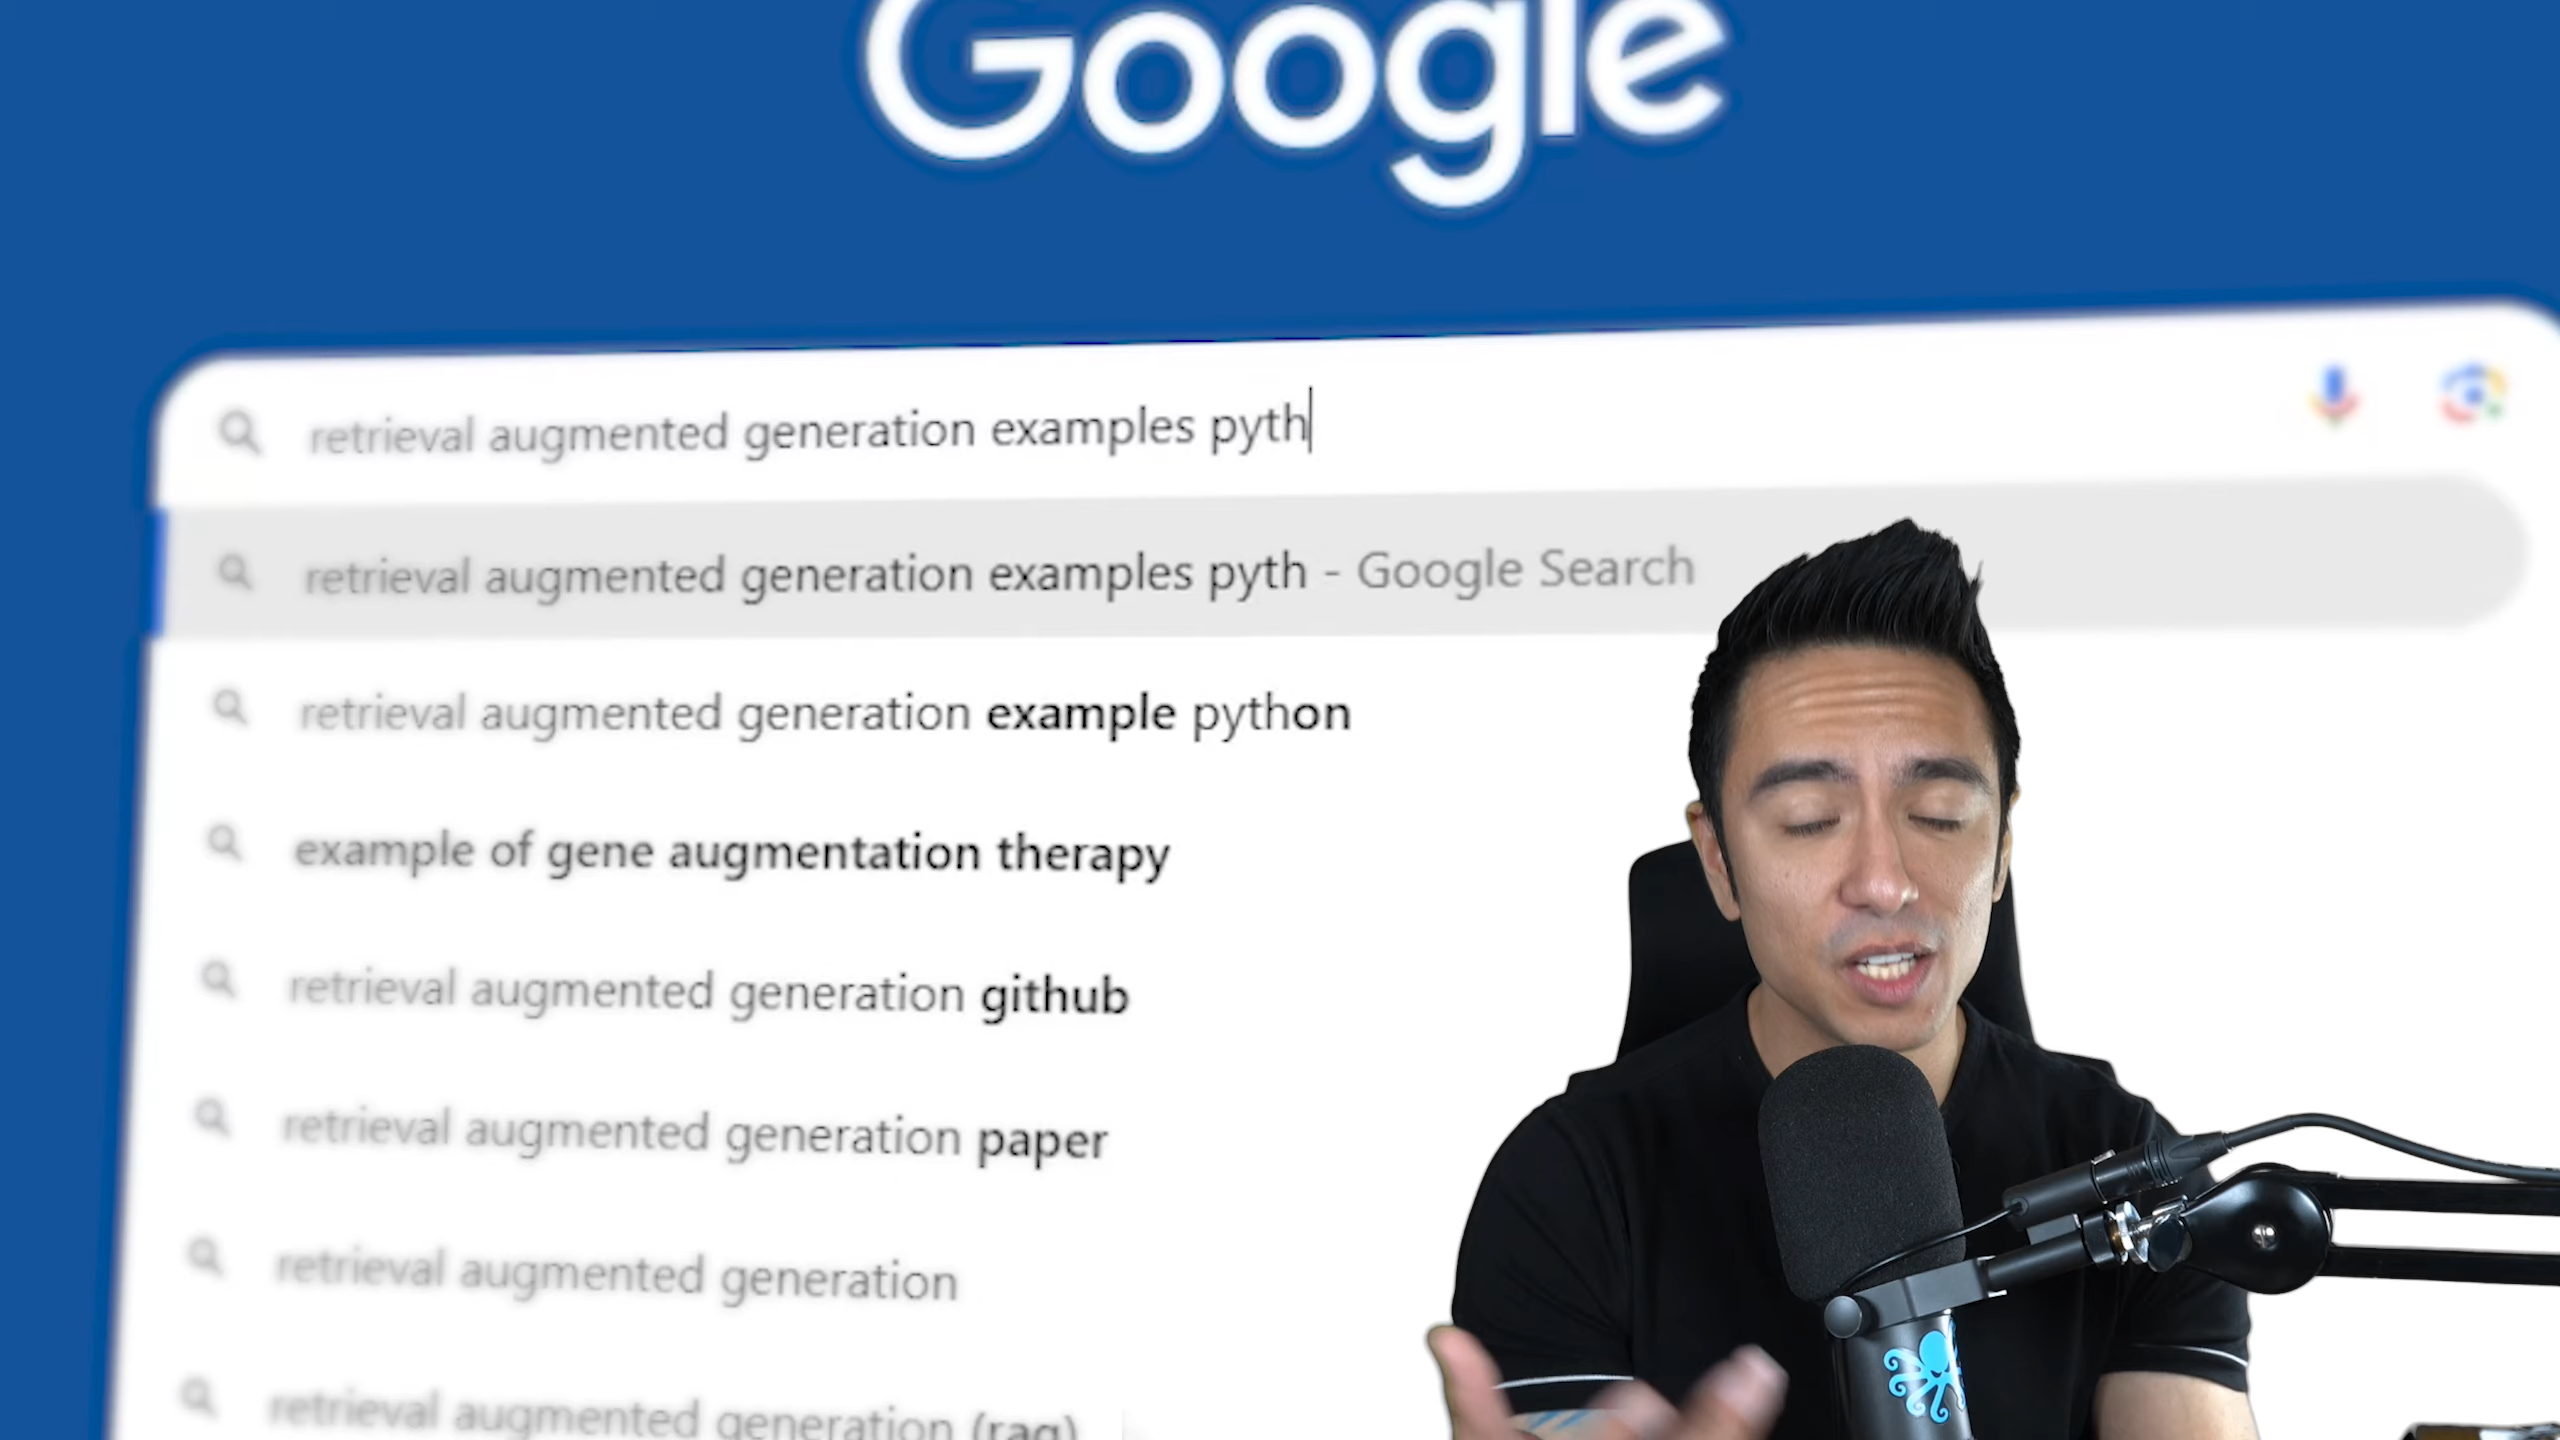 Google
retrieval augmented generation examples pyth
retrieval augmented generation examples pyth - Google Search
retrieval augmented generation example python
example of gene augmentation therapy
retrieval augmented generation github
retrieval augmented generation paper
retrieval augmented generation
retrieval augmented generation (rag)